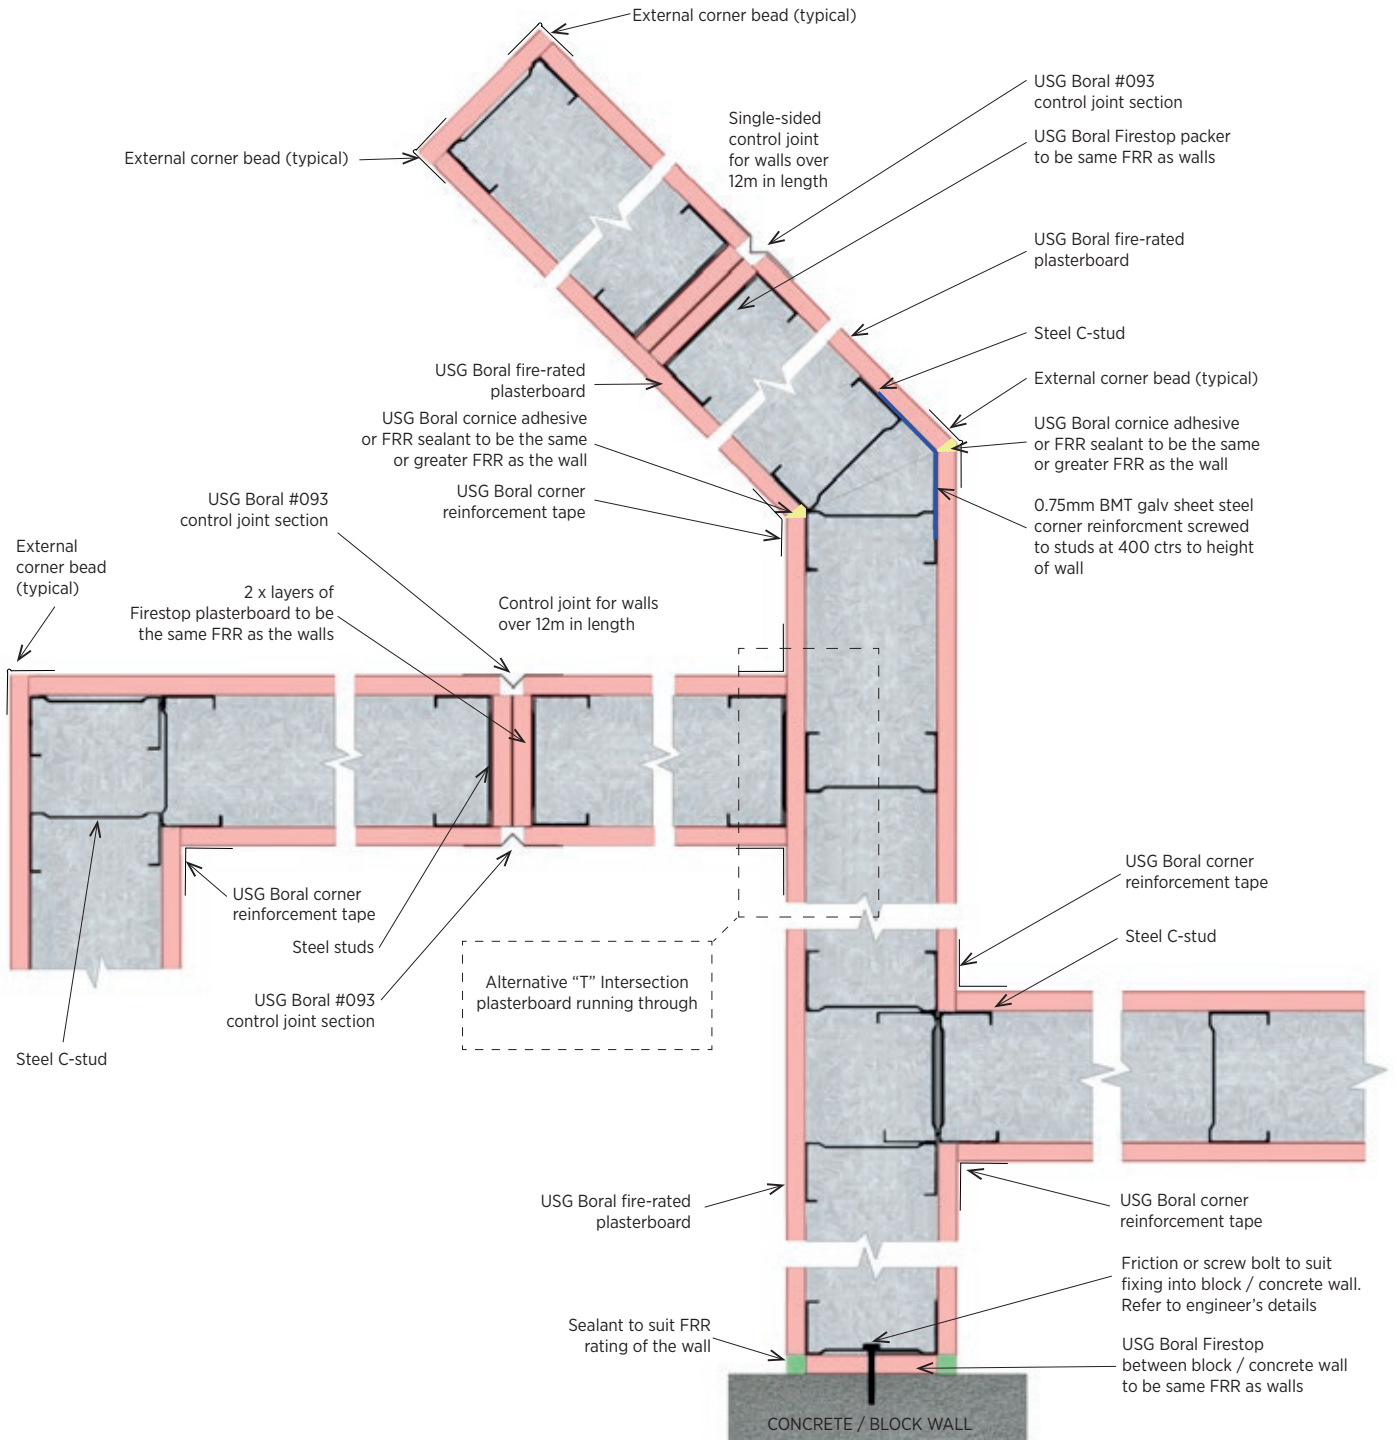 External corner bead (typical)
USG Boral #093
control joint section
Single-sided
control joint
for walls over
12m in length
USG Boral Firestop packer
to be same FRR as walls
External corner bead (typical)
USG Boral fire-rated
plasterboard
Steel C-stud
USG Boral fire-rated
plasterboard
External corner bead (typical)
USG Boral cornice adhesive
or FRR sealant to be the same
or greater FRR as the wall
USG Boral cornice adhesive
or FRR sealant to be the same
or greater FRR as the wall
USG Boral corner
reinforcement tape
USG Boral #093
control joint section
0.75mm BMT galv sheet steel
corner reinforcment screwed
to studs at 400 ctrs to height
of wall
External
corner bead
(typical)
2 x layers of
Firestop plasterboard to be
the same FRR as the walls
Control joint for walls
over 12m in length
USG Boral corner
reinforcement tape
Steel studs
USG Boral #093
control joint section
Steel C-stud
Alternative “T” Intersection
plasterboard running through
USG Boral corner
reinforcement tape
Steel C-stud
USG Boral fire-rated
plasterboard
USG Boral corner
reinforcement tape
Friction or screw bolt to suit
fixing into block / concrete wall.
Refer to engineer’s details
Sealant to suit FRR
rating of the wall
USG Boral Firestop
between block / concrete wall
to be same FRR as walls
CONCRETE / BLOCK WALL